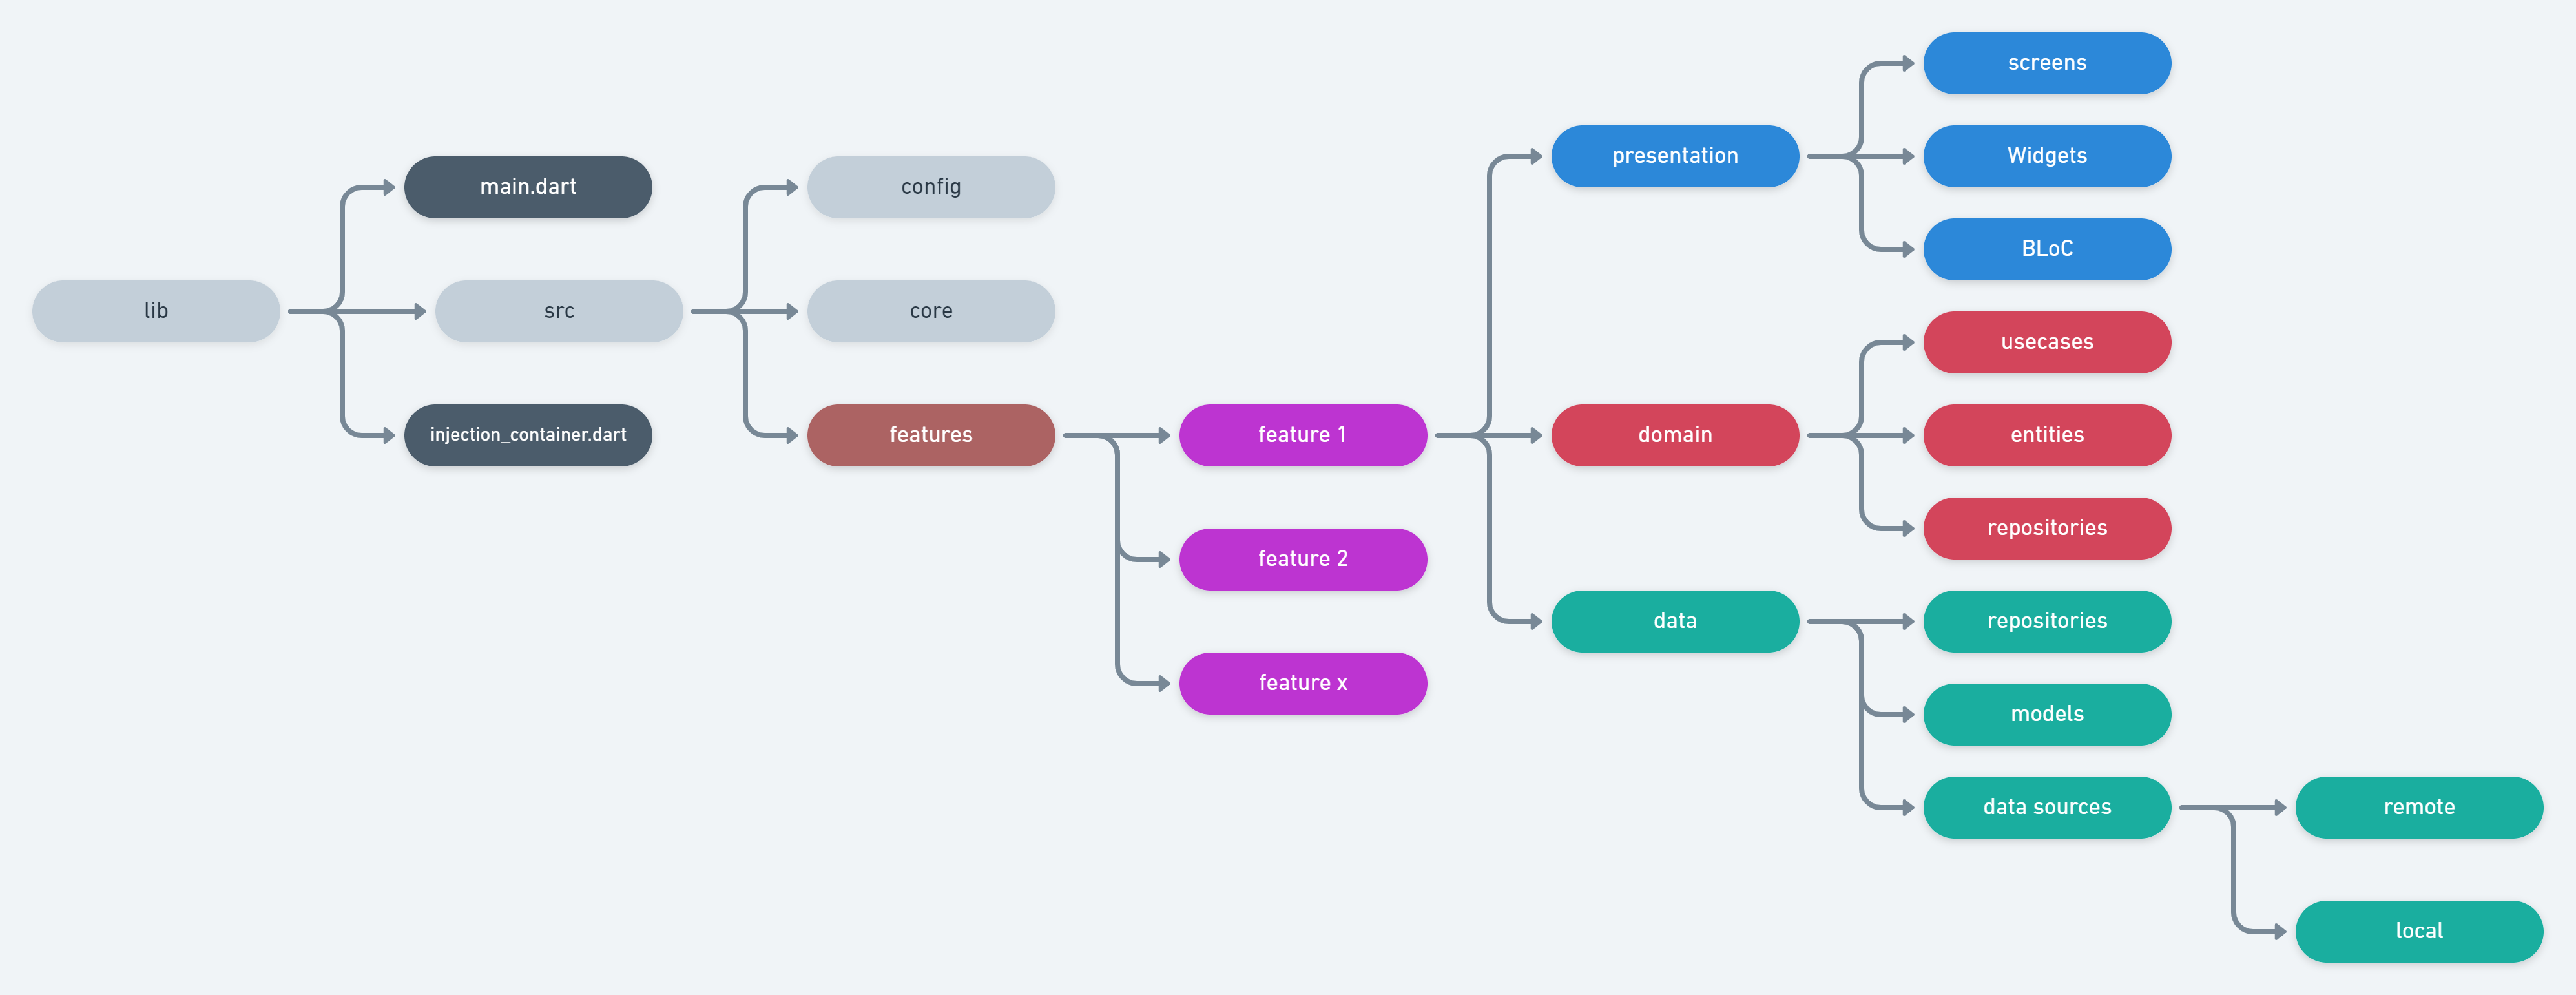 lib
main.dart
src
injection_container.dart
config
core
features
feature 1
feature 2
feature x
presentation
domain
data
screens
Widgets
BLoC
usecases
entities
repositories
repositories
models
data sources
remote
local